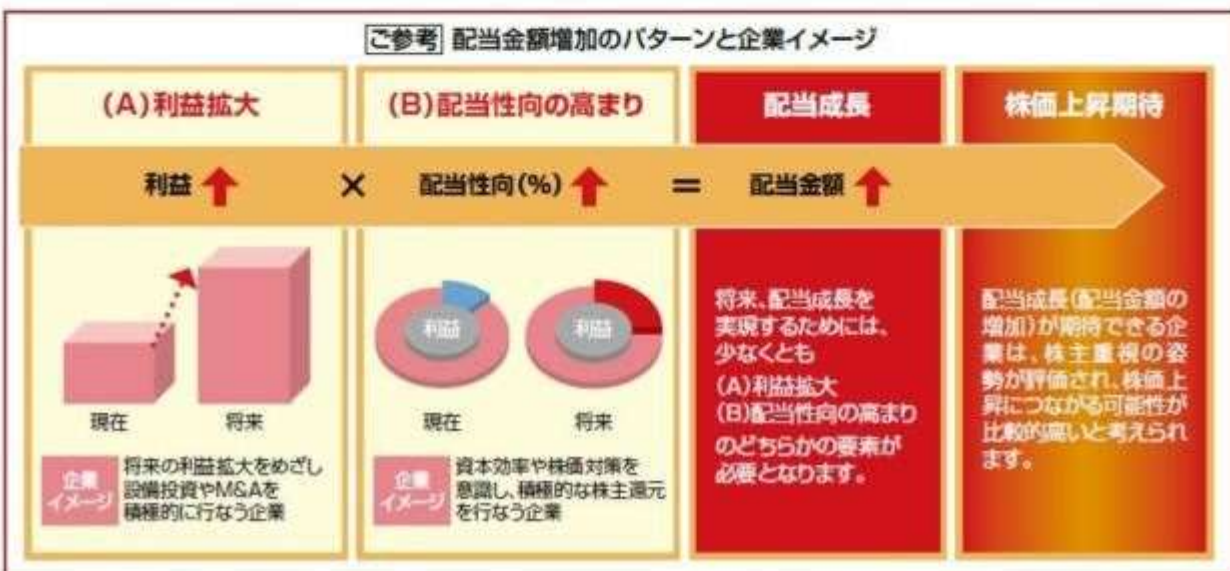 ご参考 配当金額増加のパターンと企業イメージ
(A)利益拡大
(B)配当性向の高まり
配当成長
株価上昇期待
利益 × 配当性向(%) = 配当金額
現在
将来
企業
イメージ
将来の利益拡大をめざし
設備投資やM&Aを
積極的に行なう企業
利益
利益
現在
将来
企業
イメージ
資本効率や株価対策を
意識し、積極的な株主還元
を行なう企業
将来、配当成長を
実現するためには、
少なくとも
(A)利益拡大
(B)配当性向の高まり
のどちらかの要素が
必要となります。
配当成長(配当金額の
増加)が期待できる企
業は、株主重視の姿
勢が評価され、株価上
昇につながる可能性が
比較的高いと考えられ
ます。